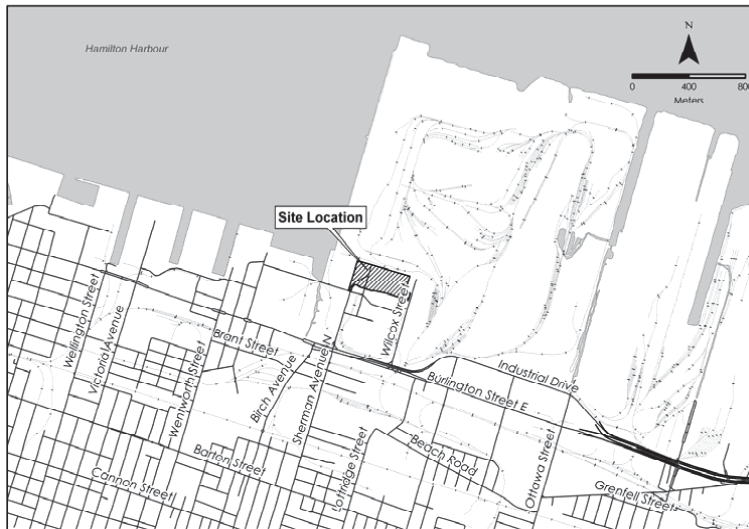 Hamilton Harbour
N
0 400 800
Meters
Site Location
Wellington Street
Victoria Avenue
Wentworth Street
Brant Street
Birch Avenue
Sherman Avenue N
Wilcox Street
Industrial Drive
Burlington Street E
Barton Street
Cannon Street
Lottridge Street
Beach Road
Ottawa Street
Grenfell Street